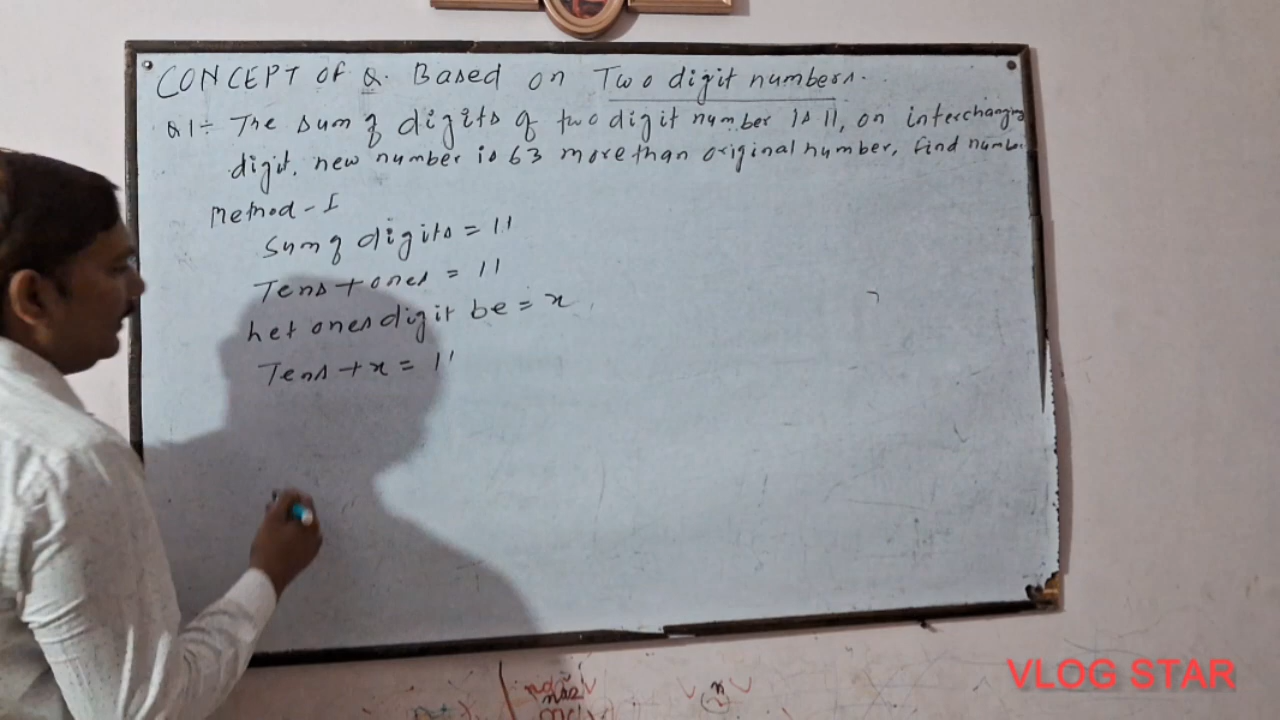 CONCEPT OF Q. Based on Two digit numbers.
Q1÷ The sum of digits of two digit number is 11, on interchanging
digit, new number is 63 more than original number, find number
Method - I
Sum of digits = 11
Tens + ones = 11
Let ones digit be = x
Tens + x = 11
VLOG STAR